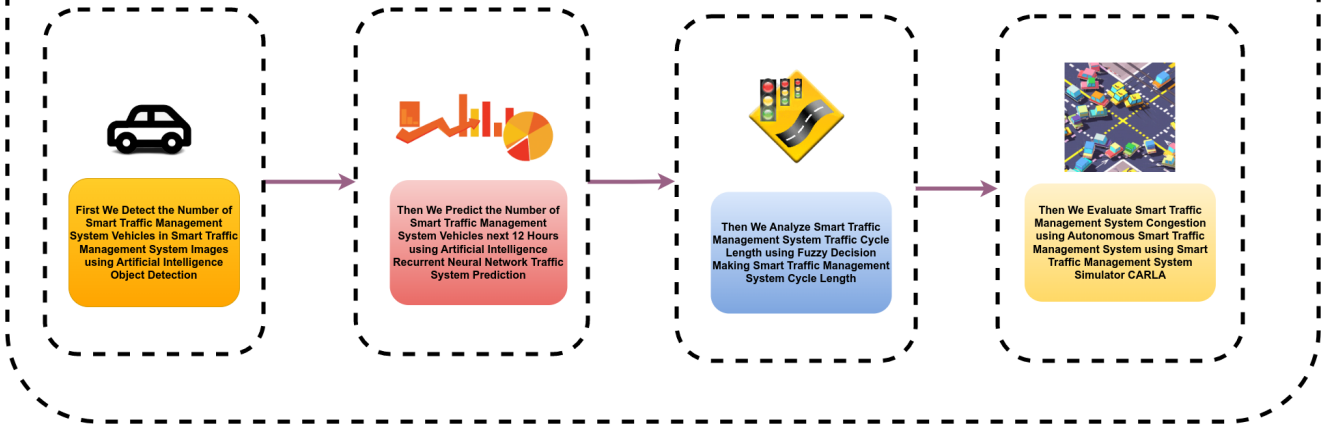 First We Detect the Number of
Smart Traffic Management
System Vehicles in Smart Traffic
Management System Images
using Artificial Intelligence
Object Detection
Then We Predict the Number of
Smart Traffic Management
System Vehicles next 12 Hours
using Artificial Intelligence
Recurrent Neural Network Traffic
System Prediction
Then We Analyze Smart Traffic
Management System Traffic Cycle
Length using Fuzzy Decision
Making Smart Traffic Management
System Cycle Length
Then We Evaluate Smart Traffic
Management System Congestion
using Autonomous Smart Traffic
Management System using Smart
Traffic Management System
Simulator CARLA